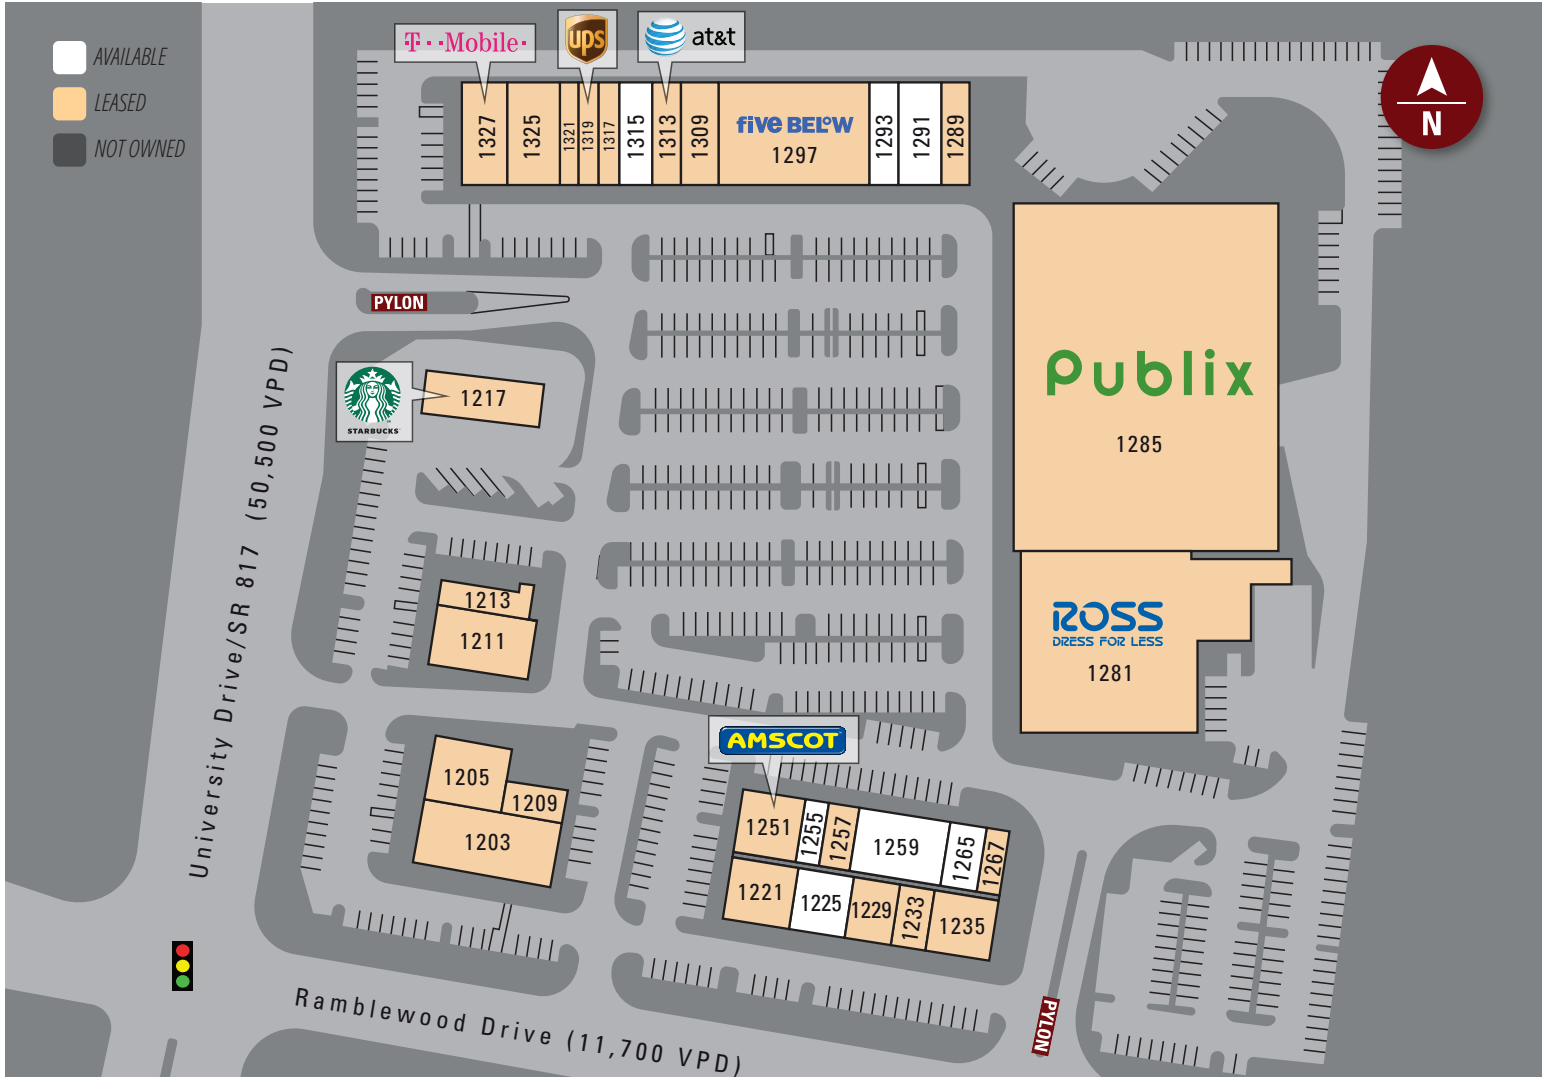 AVAILABLE
LEASED
NOT OWNED
T··Mobile·
ups
at&t
N
1327
1325
1321
1319
1317
1315
1313
1309
five BELOW
1297
1293
1291
1289
PYLON
STARBUCKS
1217
Publix
1285
1213
1211
ROSS
DRESS FOR LESS
1281
University Drive/SR 817 (50,500 VPD)
AMSCOT
1205
1209
1203
1251
1255
1257
1259
1265
1267
1221
1225
1229
1233
1235
Ramblewood Drive (11,700 VPD)
PYLON